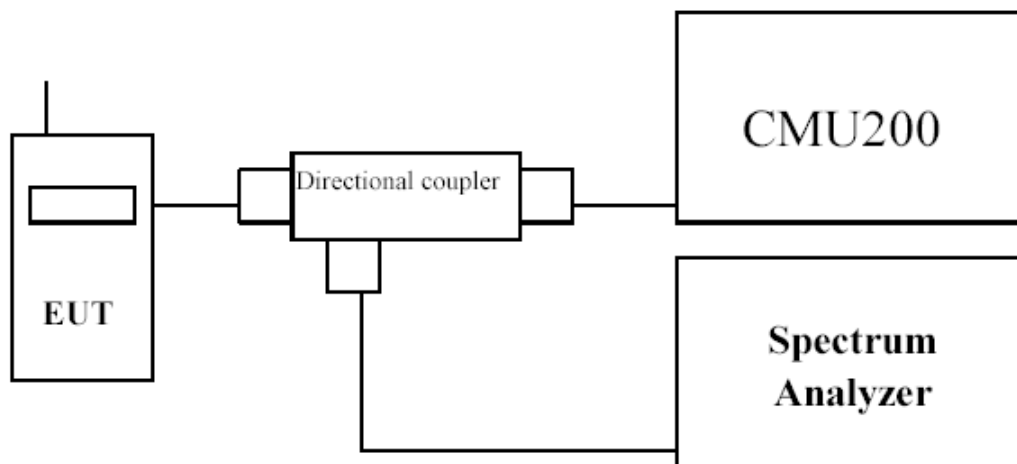 CMU200
Directional coupler
EUT
Spectrum
Analyzer